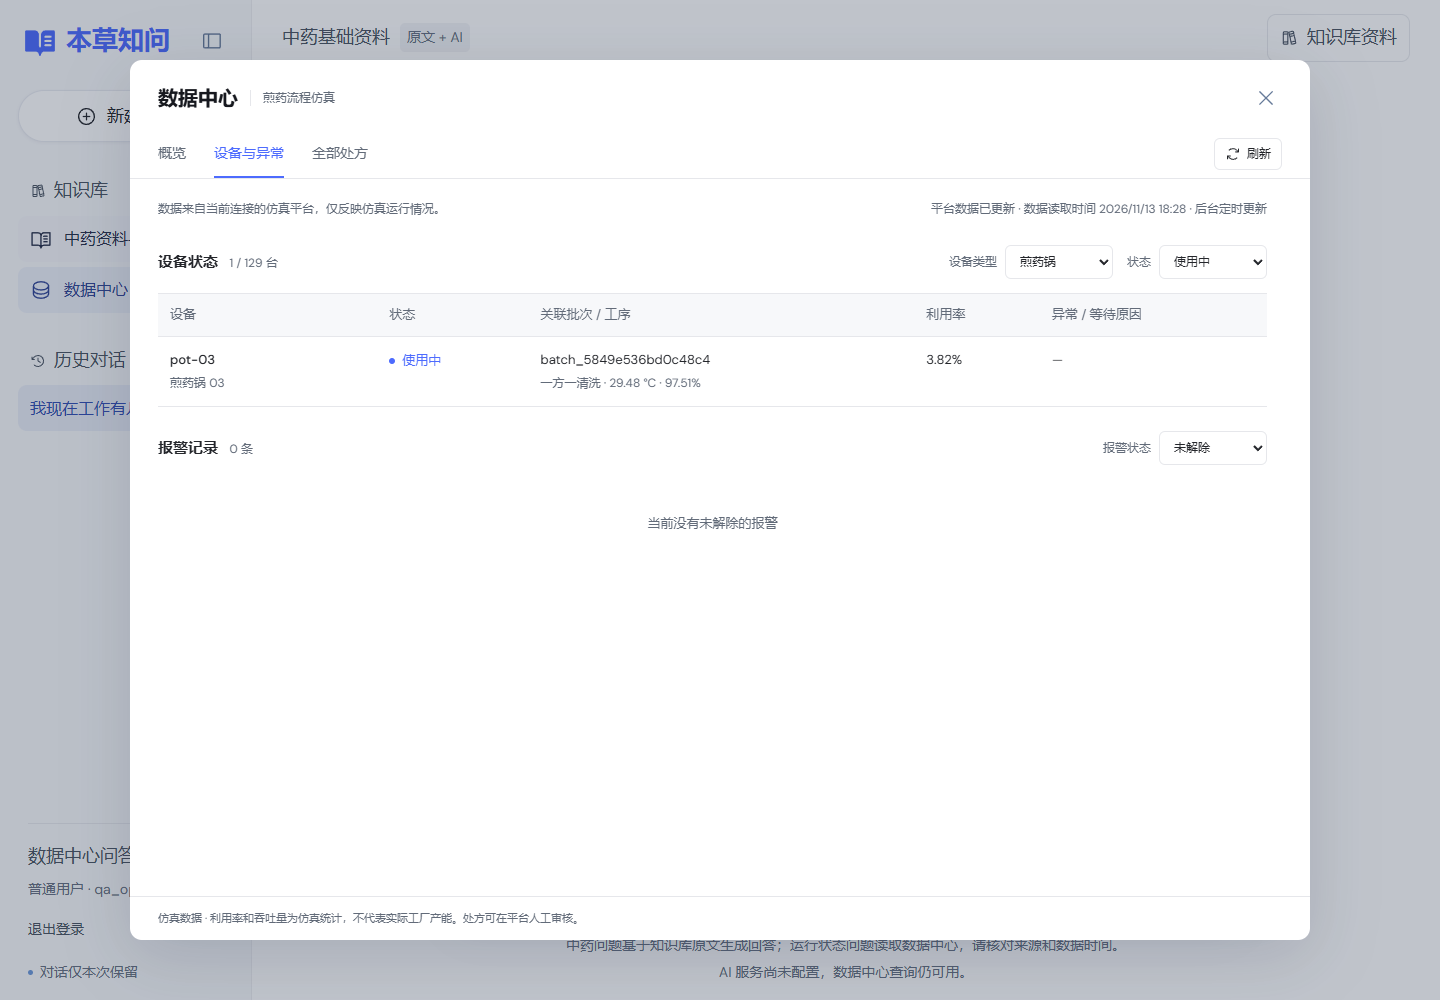 本草知问
中药基础资料 原文 + AI
知识库资料
新建
知识库
中药资料
数据中心
历史对话
我现在工作有
数据中心问答
普通用户 · qa_o
退出登录
对话仅本次保留
数据中心 煎药流程仿真
概览 设备与异常 全部处方
刷新
数据来自当前连接的仿真平台，仅反映仿真运行情况。
平台数据已更新 · 数据读取时间 2026/11/13 18:28 · 后台定时更新
设备状态 1 / 129 台
设备类型 煎药锅 状态 使用中
设备 状态 关联批次 / 工序 利用率 异常 / 等待原因
pot-03 使用中 batch_5849e536bd0c48c4 3.82% —
煎药锅 03 一方一清洗 · 29.48 °C · 97.51%
报警记录 0 条
报警状态 未解除
当前没有未解除的报警
仿真数据 · 利用率和吞吐量为仿真统计，不代表实际工厂产能。处方可在平台人工审核。
中药问题基于知识库原文生成回答；运行状态问题读取数据中心，请核对来源和数据时间。
AI 服务尚未配置，数据中心查询仍可用。